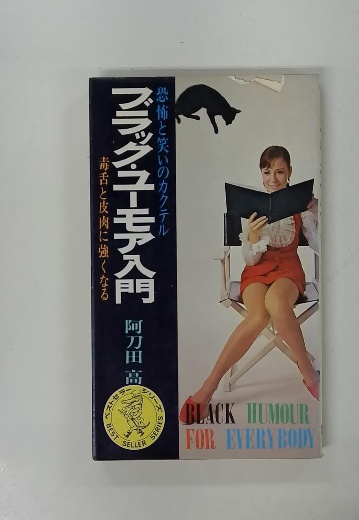 恐怖と笑いのカクテル
ブラック・ユーモア入門
毒舌と皮肉に強くなる
阿刀田 高
ベストセラーシリーズ
BEST SELLER SERIES
BLACK HUMOUR
FOR EVERYBODY